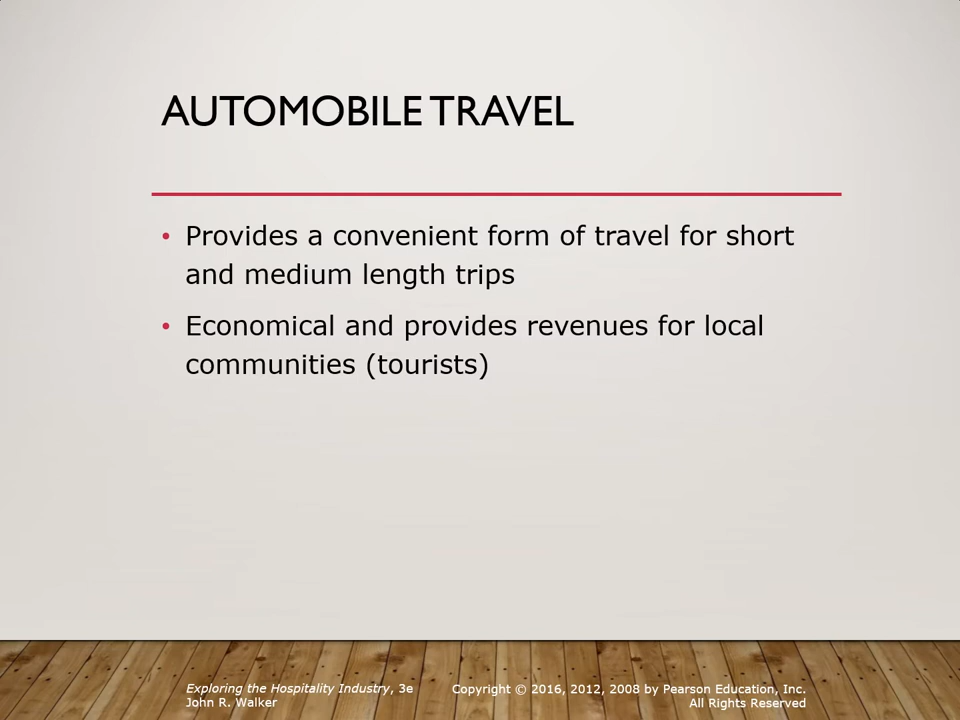 AUTOMOBILE TRAVEL
• Provides a convenient form of travel for short
and medium length trips
• Economical and provides revenues for local
communities (tourists)
Exploring the Hospitality Industry, 3e
John R. Walker
Copyright © 2016, 2012, 2008 by Pearson Education, Inc.
All Rights Reserved